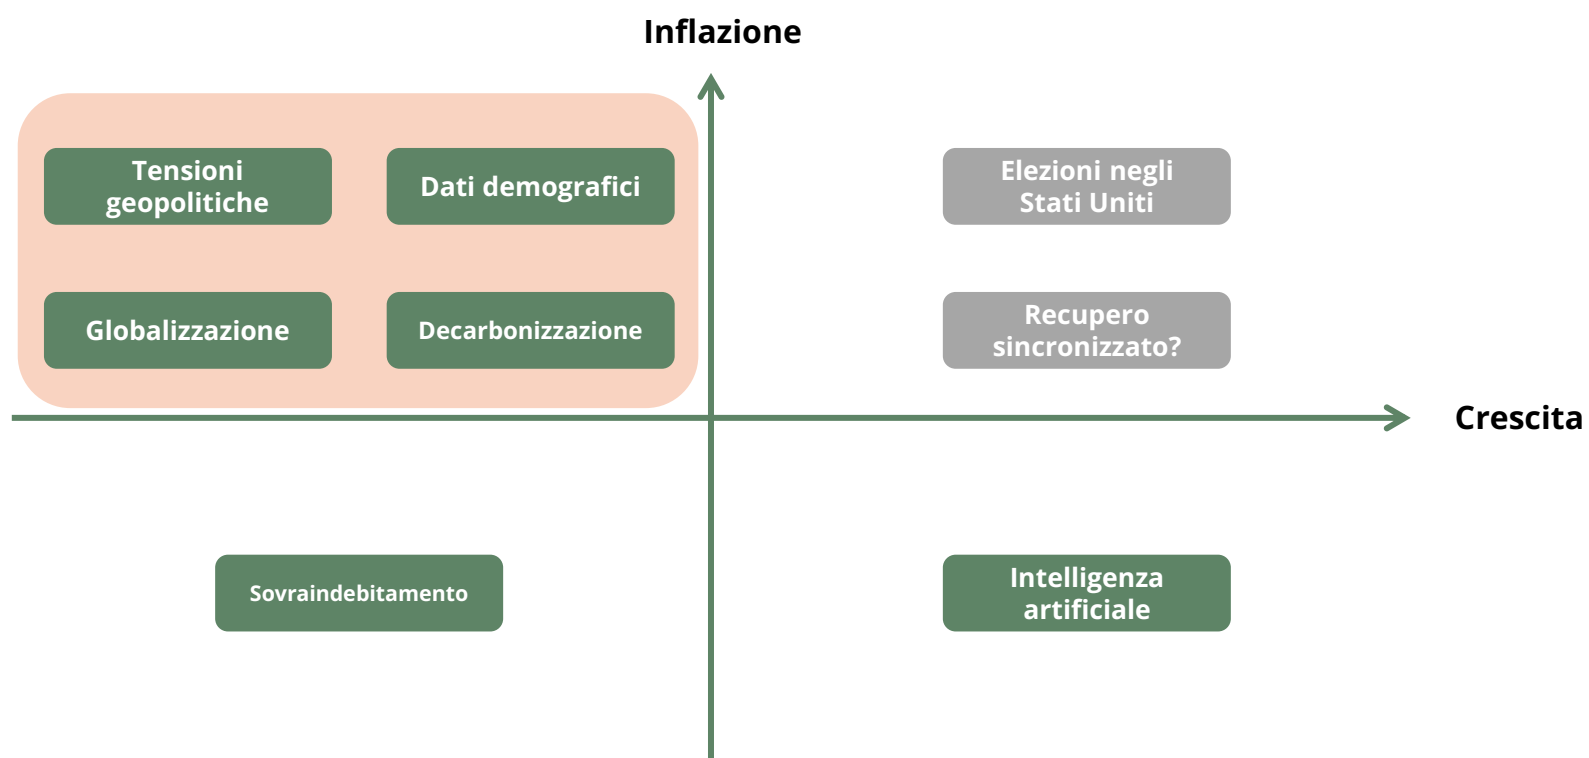 Inflazione
Tensioni
geopolitiche
Dati demografici
Elezioni negli
Stati Uniti
Globalizzazione
Decarbonizzazione
Recupero
sincronizzato?
Crescita
Sovraindebitamento
Intelligenza
artificiale